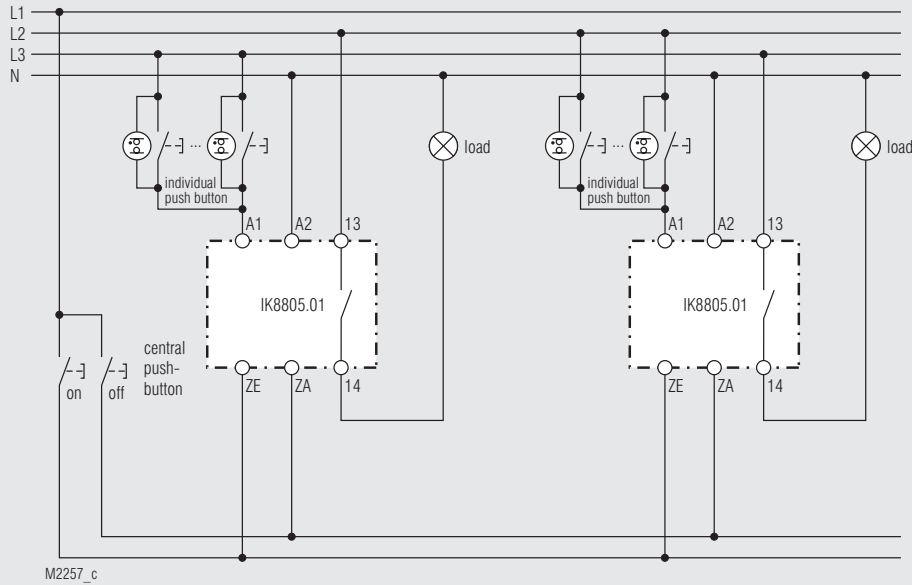 L1
L2
L3
N
load
load
...
...
individual
push button
individual
push button
A1 A2 13
A1 A2 13
IK8805.01
IK8805.01
central
push-
button
on off
ZE ZA 14
ZE ZA 14
M2257_c